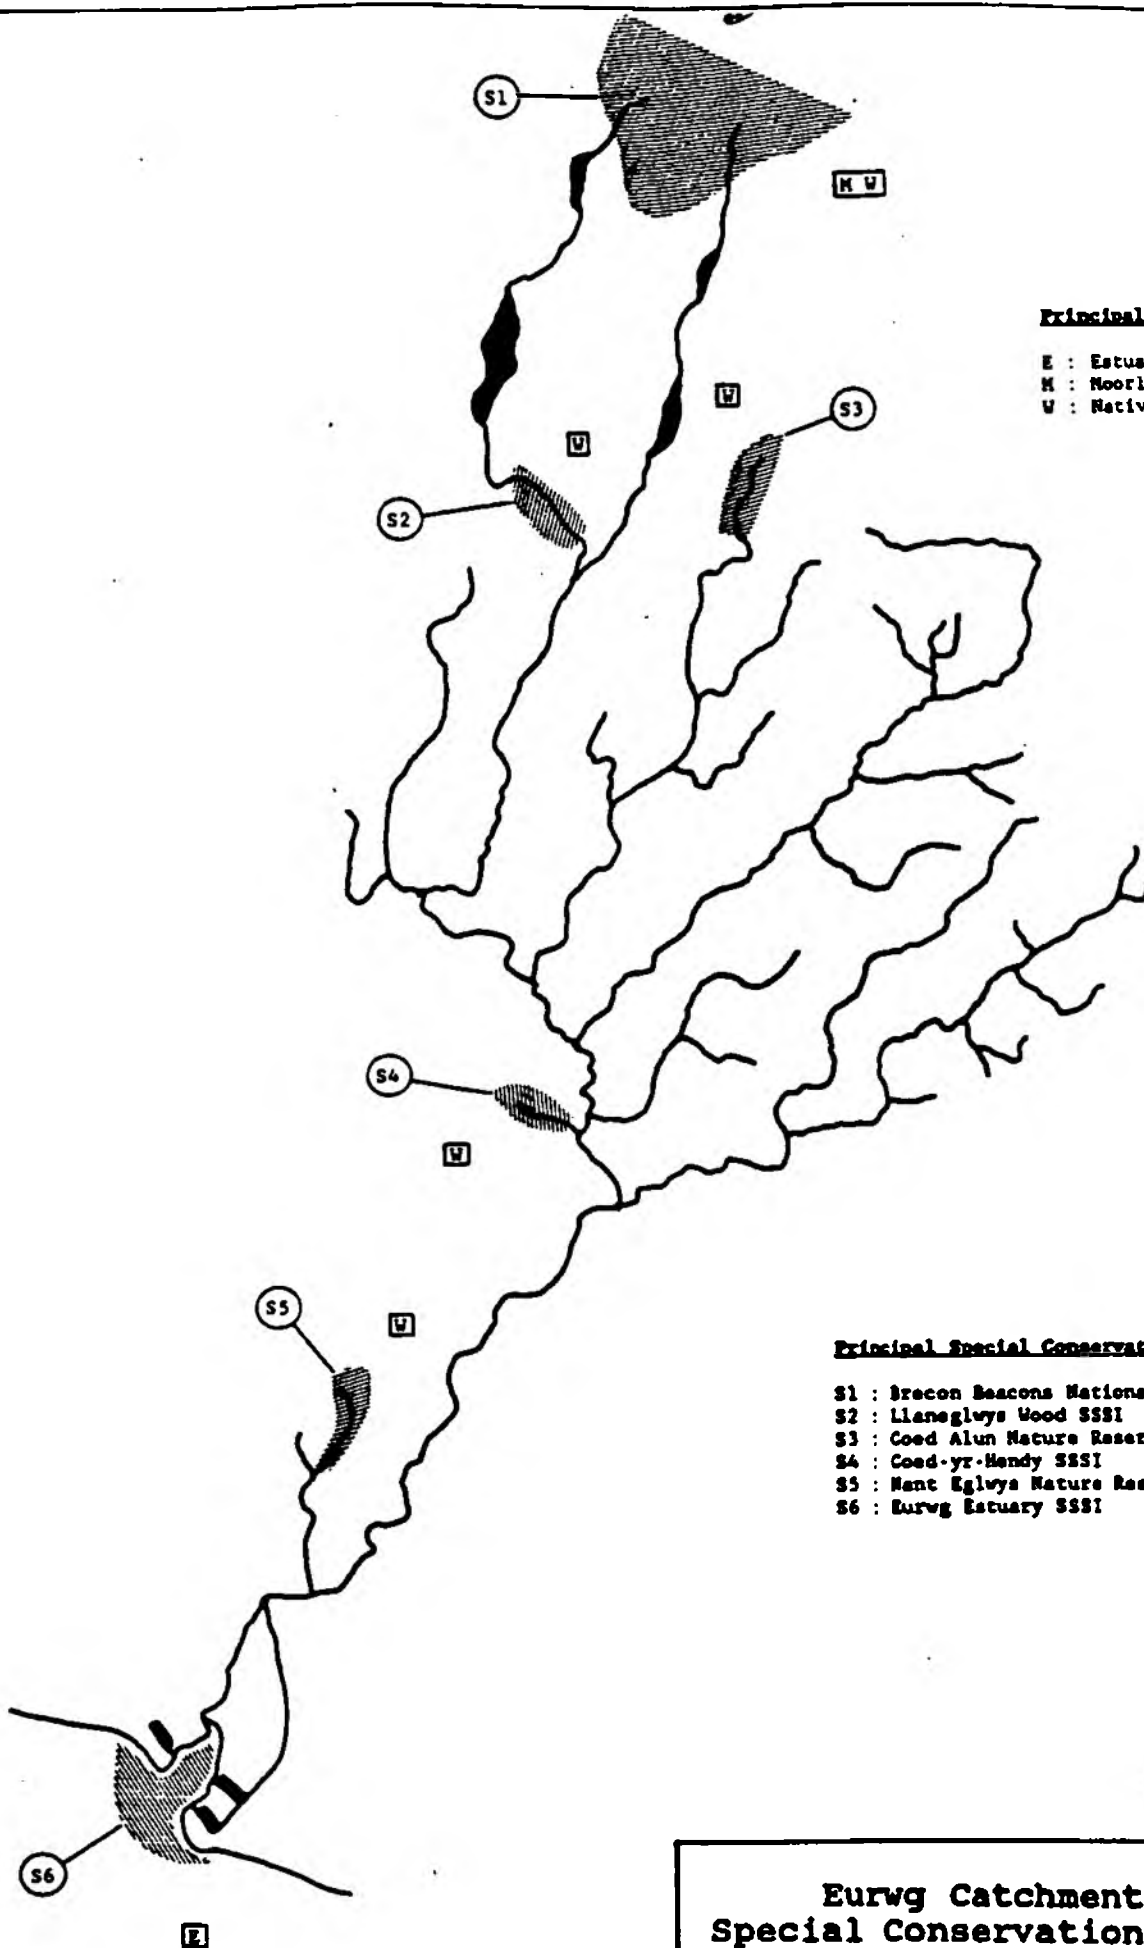 S1
M W
Principal
E : Estua
M : Moorl
W : Nativ
W
S3
W
S2
S4
W
S5
W
Principal Special Conservat
S1 : Brecon Beacons Nationa
S2 : Llaneglwys Wood SSSI
S3 : Coed Alun Nature Reser
S4 : Coed-yr-Hendy SSSI
S5 : Nant Eglwys Nature Res
S6 : Eurwg Estuary SSSI
S6
E
Eurwg Catchment
Special Conservation